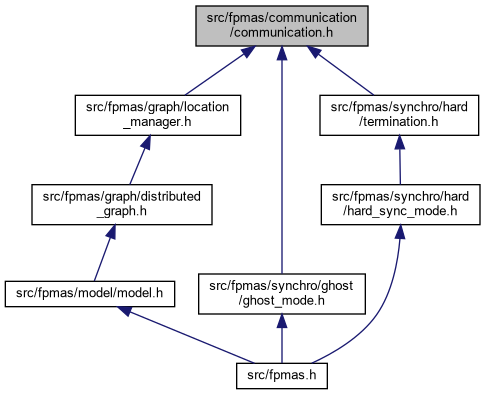 src/fpmas/communication
/communication.h
src/fpmas/graph/location
_manager.h
src/fpmas/synchro/hard
/termination.h
src/fpmas/graph/distributed
_graph.h
src/fpmas/synchro/hard
/hard_sync_mode.h
src/fpmas/model/model.h
src/fpmas/synchro/ghost
/ghost_mode.h
src/fpmas.h